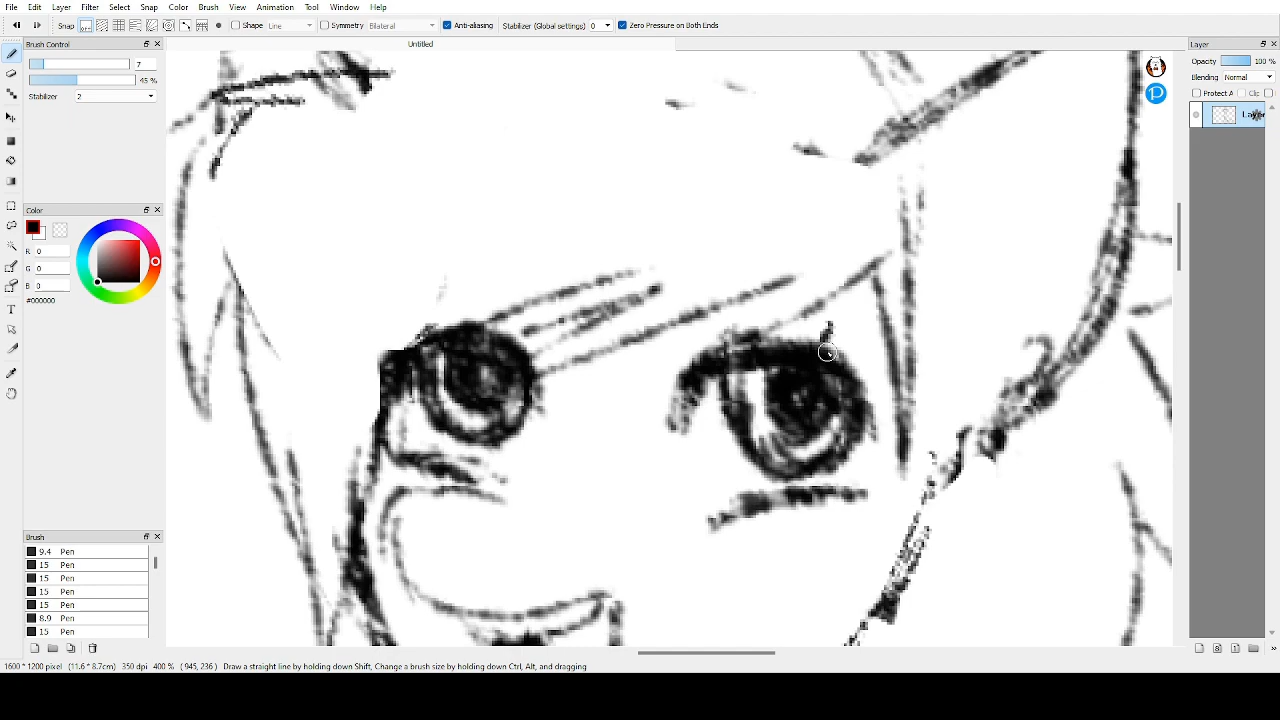 File Edit Layer Filter Select Snap Color Brush View Animation Tool Window Help
Snap Shape Line Symmetry Bilateral Anti-aliasing Stabilizer (Global settings) 0 Zero Pressure on Both Ends
Brush Control
Untitled
Layer
7
45 %
Stabilizer 2
Opacity 100 %
Blending Normal
Protect A Clip
Color
R 0
G 0
B 0
#000000
Brush
9.4 Pen
15 Pen
15 Pen
15 Pen
15 Pen
8.9 Pen
15 Pen
1600 * 1200 pixel (11.6 * 8.7cm) 350 dpi 400 % ( 945, 236 ) Draw a straight line by holding down Shift, Change a brush size by holding down Ctrl, Alt, and dragging